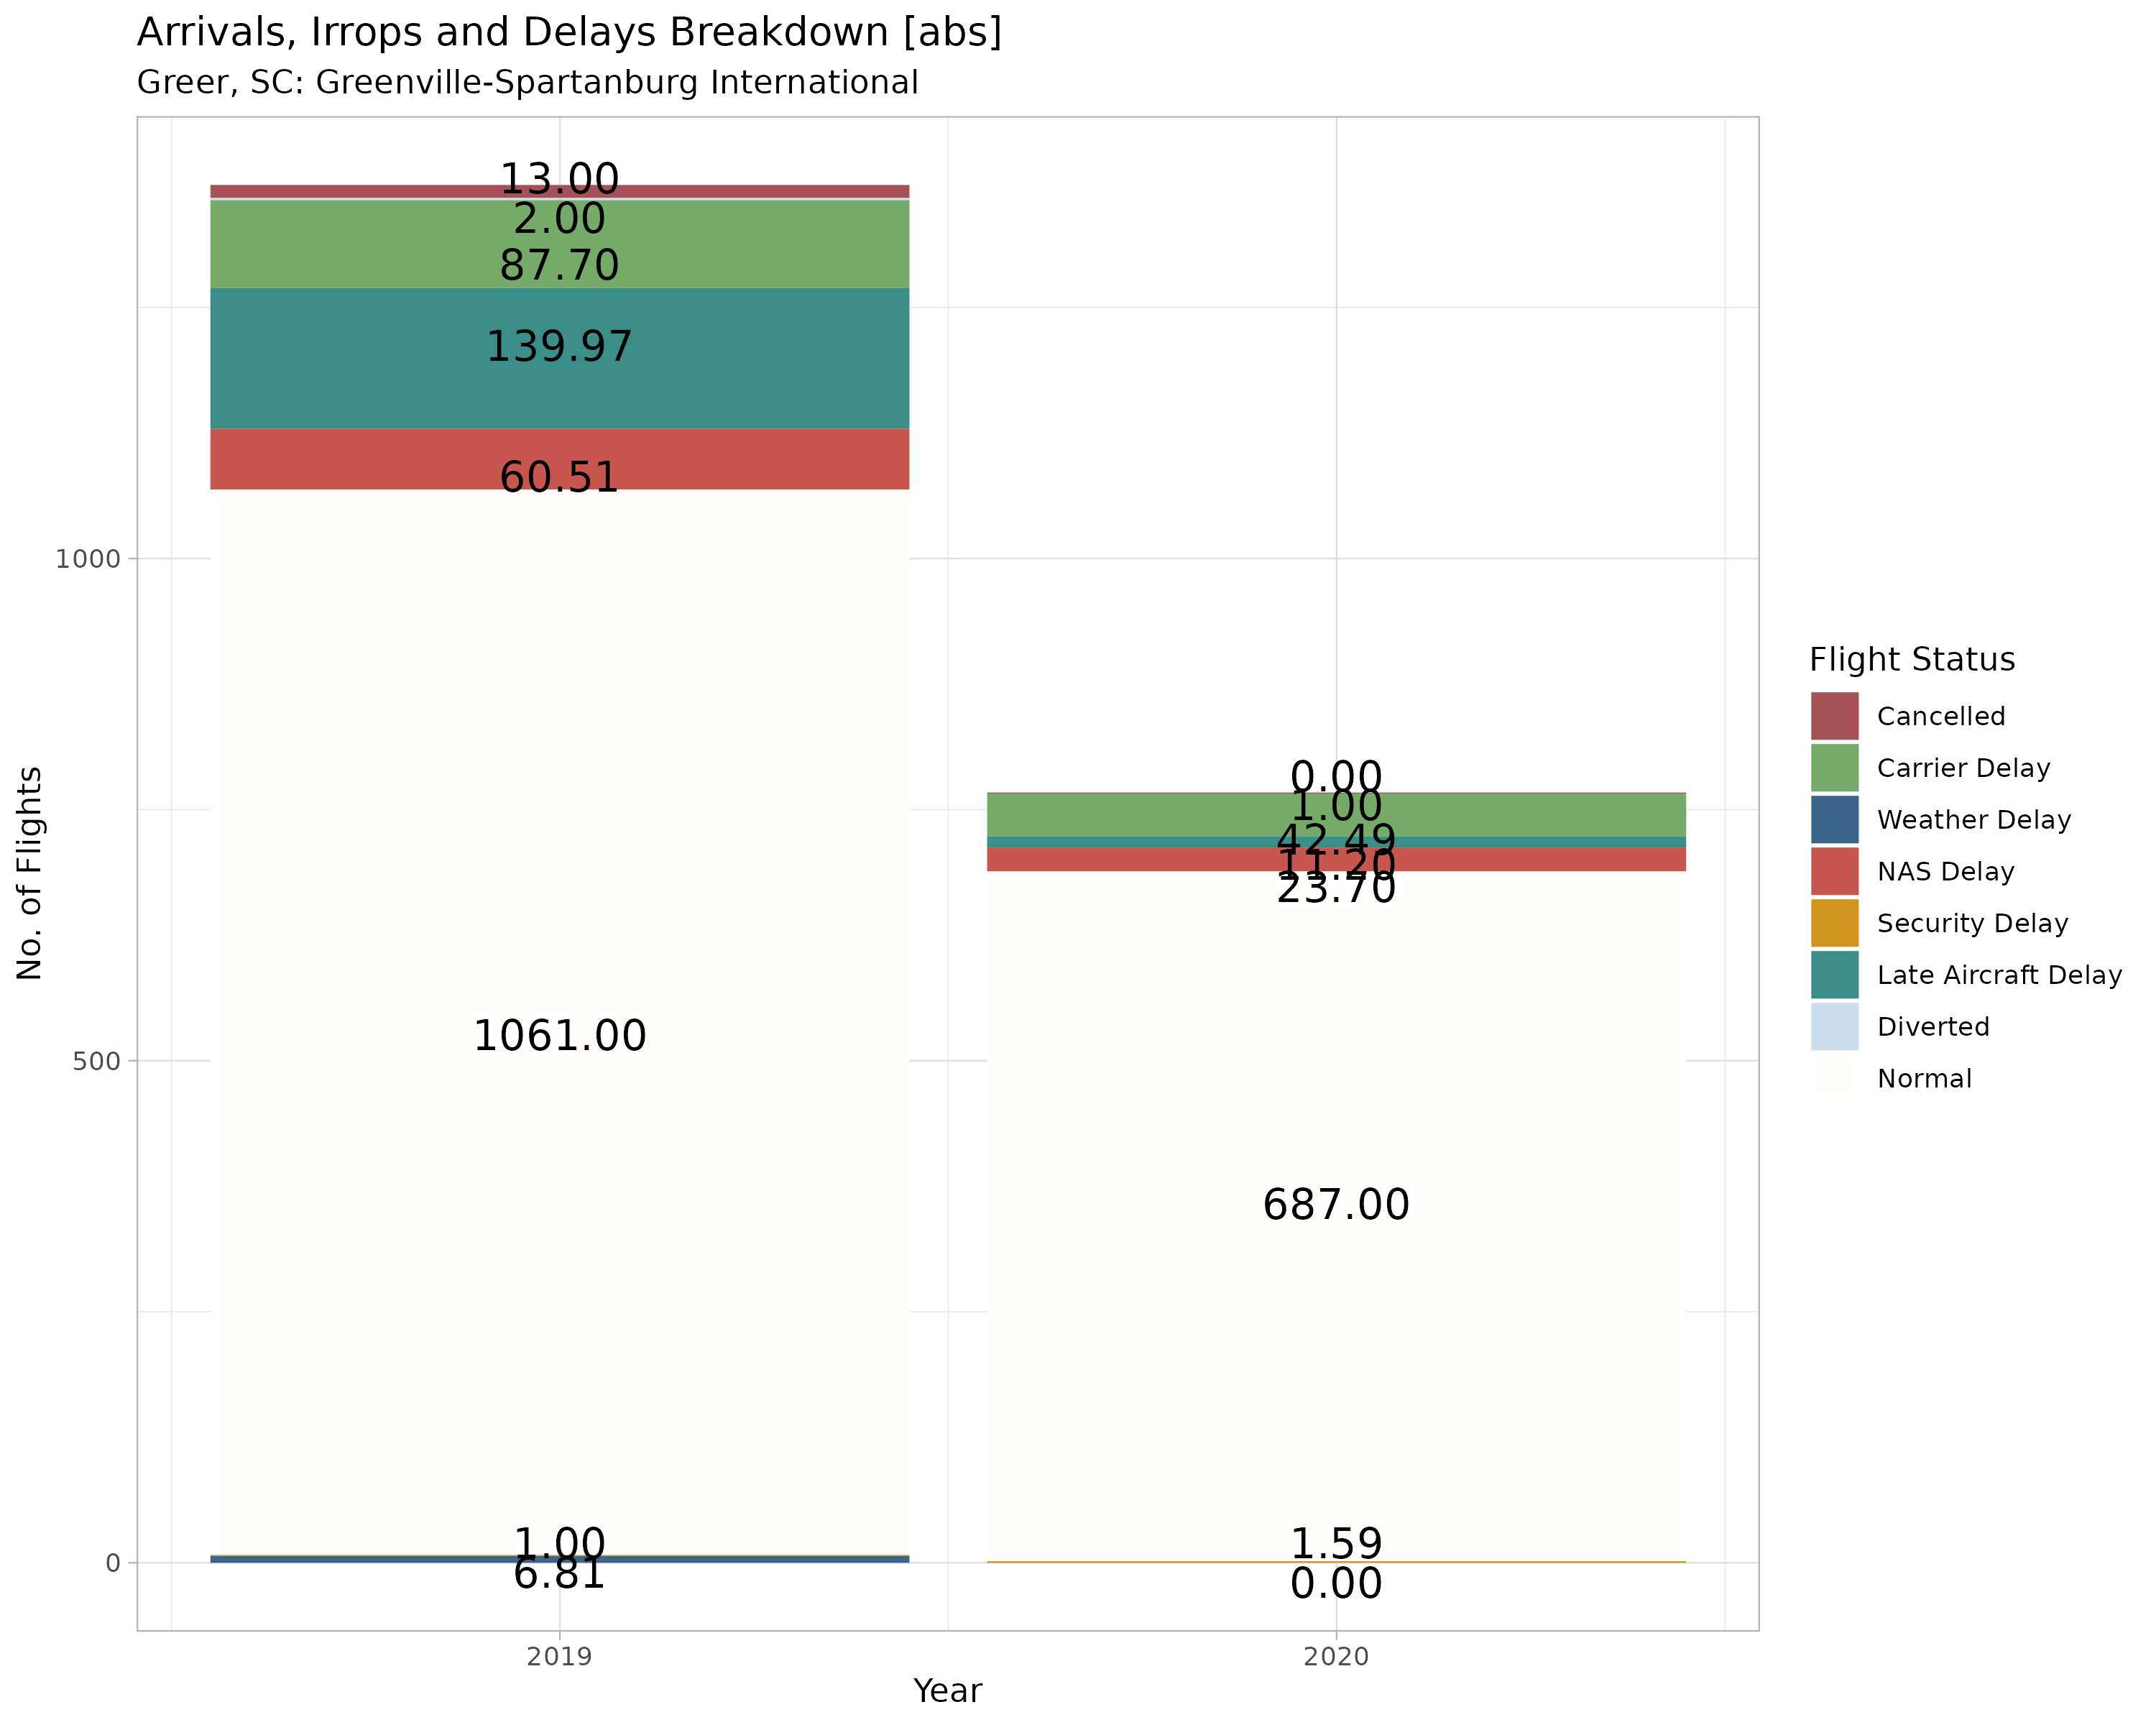 Arrivals, Irrops and Delays Breakdown [abs]
Greer, SC: Greenville-Spartanburg International
No. of Flights
1000
500
0
13.00
2.00
87.70
139.97
60.51
1061.00
1.00
6.81
0.00
1.00
42.49
11.20
23.70
687.00
1.59
0.00
2019
2020
Year
Flight Status
Cancelled
Carrier Delay
Weather Delay
NAS Delay
Security Delay
Late Aircraft Delay
Diverted
Normal